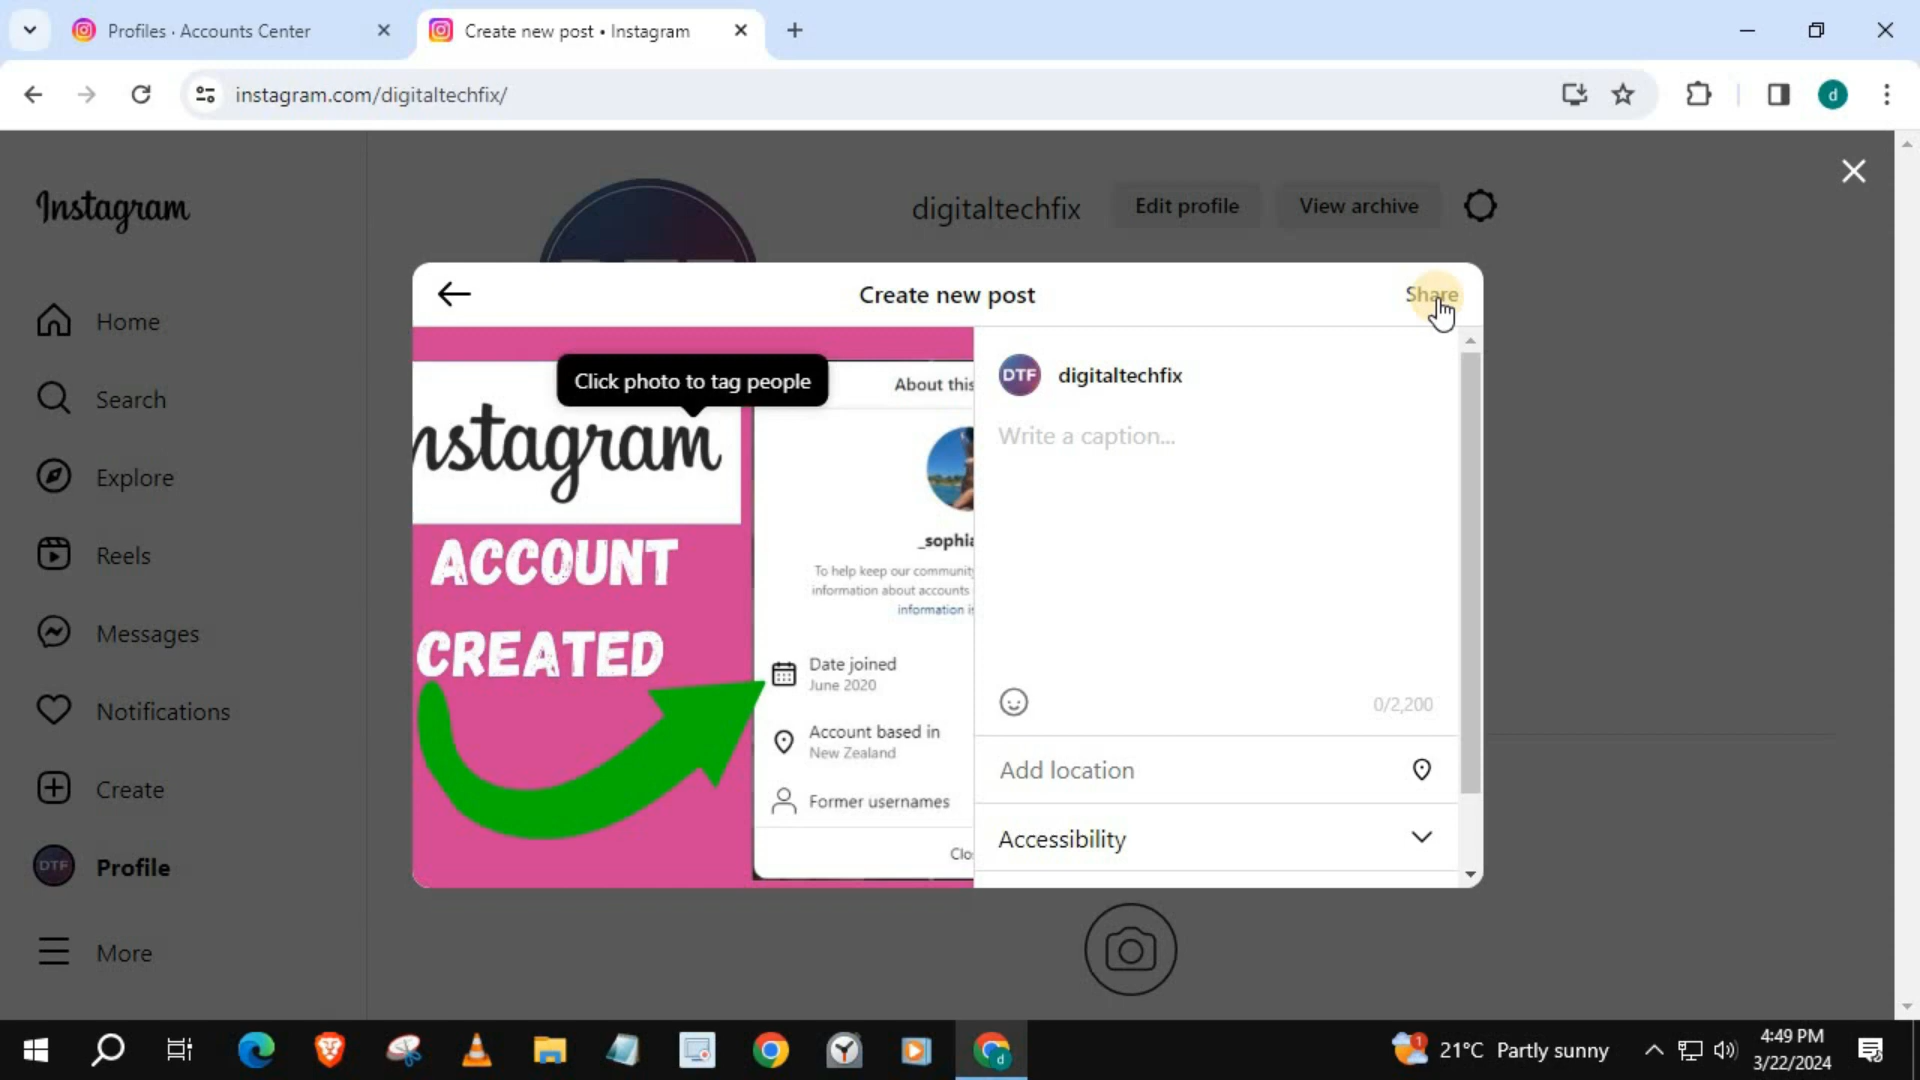 Profiles · Accounts Center
Create new post • Instagram
instagram.com/digitaltechfix/
d
Instagram
digitaltechfix
Edit profile
View archive
Create new post
Share
Home
Search
Explore
Reels
Messages
Notifications
Create
DTF
Profile
More
Click photo to tag people
nstagram
ACCOUNT
CREATED
About this
_sophia
To help keep our community
information about accounts
information is
Date joined
June 2020
Account based in
New Zealand
Former usernames
Clo
DTF
digitaltechfix
Write a caption...
0/2,200
Add location
Accessibility
d
1
21°C Partly sunny
4:49 PM
3/22/2024